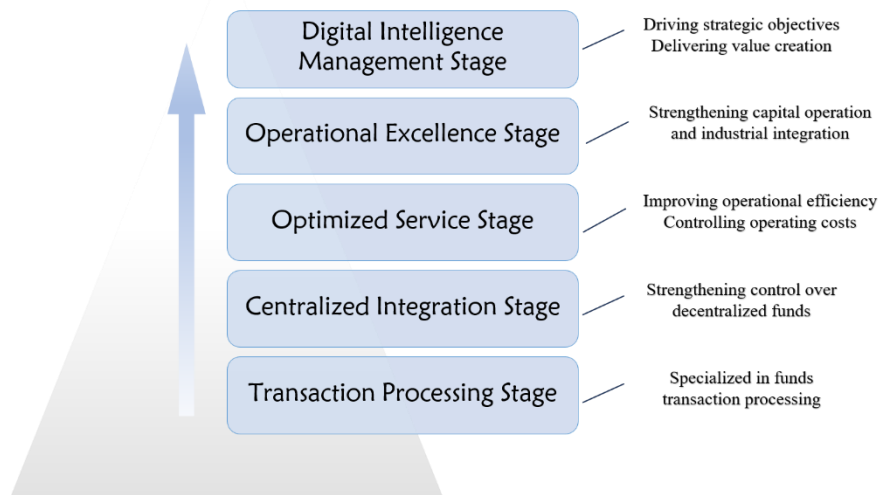 Digital Intelligence
Management Stage
Driving strategic objectives
Delivering value creation
Operational Excellence Stage
Strengthening capital operation
and industrial integration
Optimized Service Stage
Improving operational efficiency
Controlling operating costs
Centralized Integration Stage
Strengthening control over
decentralized funds
Transaction Processing Stage
Specialized in funds
transaction processing